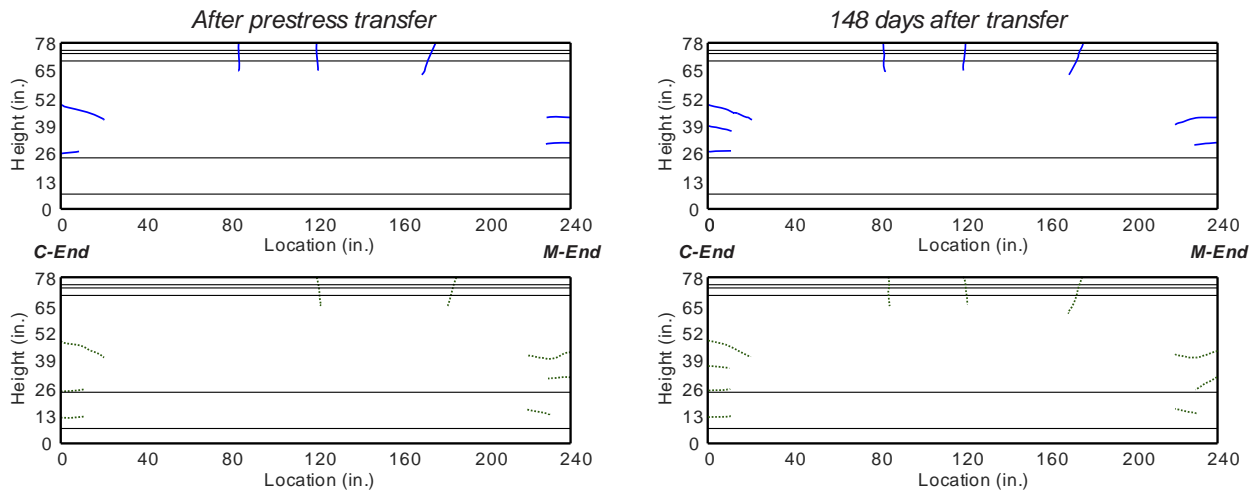 After prestress transfer
148 days after transfer
78
65
52
39
26
13
0
Height (in.)
0 40 80 120 160 200 240
Location (in.)
78
65
52
39
26
13
0
Height (in.)
0 40 80 120 160 200 240
Location (in.)
C-End M-End
C-End M-End
78
65
52
39
26
13
0
Height (in.)
0 40 80 120 160 200 240
Location (in.)
78
65
52
39
26
13
0
Height (in.)
0 40 80 120 160 200 240
Location (in.)